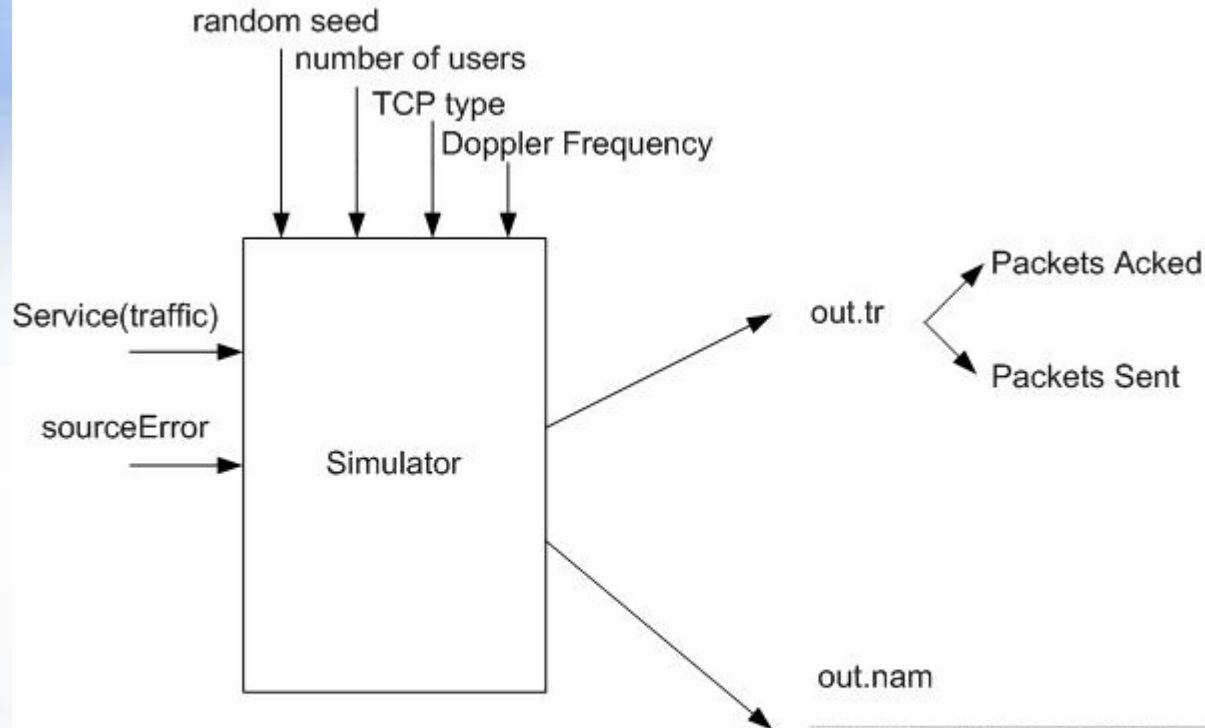 random seed
number of users
TCP type
Doppler Frequency
Service(traffic)
sourceError
Simulator
out.tr
Packets Acked
Packets Sent
out.nam